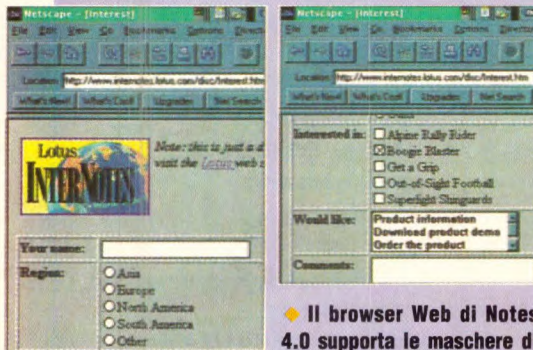 Netscape - [Interest]
File Edit View Go Bookmarks Options
Location: http://www.internotes.lotus.com/disc/Interest.htm
What's New! What's Cool! Upgrades Net Search
Lotus
INTERNOTES
Note: this is just a d
visit the Lotus web s
Your name:
Region:
Asia
Europe
North America
South America
Other
Netscape - [Interest]
File Edit View Go Bookmarks Options
Location: http://www.internotes.lotus.com/disc/Interest.htm
What's New! What's Cool! Upgrades Net Search
Interested in:
Alpine Rally Rider
Boogie Blaster
Get a Grip
Out-of-Sight Football
Superlight Shinguards
Would like:
Product information
Download product demo
Order the product
Comments:
Il browser Web di Notes
4.0 supporta le maschere d